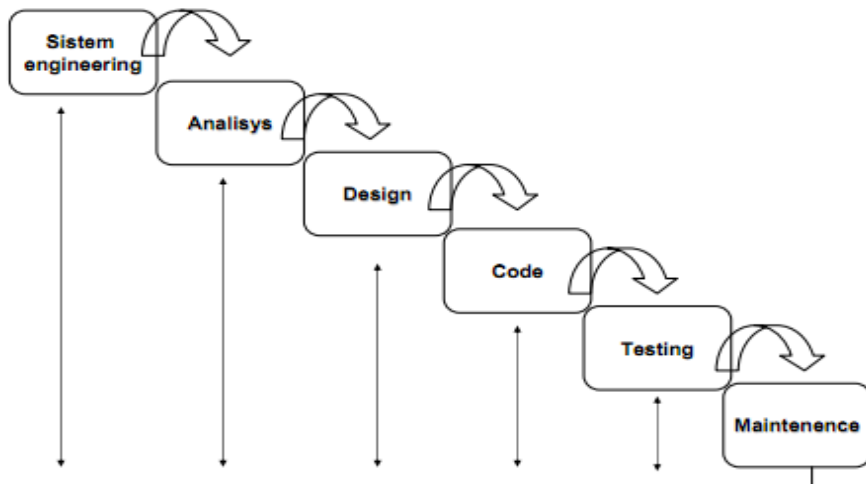 Sistem
engineering
Analisys
Design
Code
Testing
Maintenence